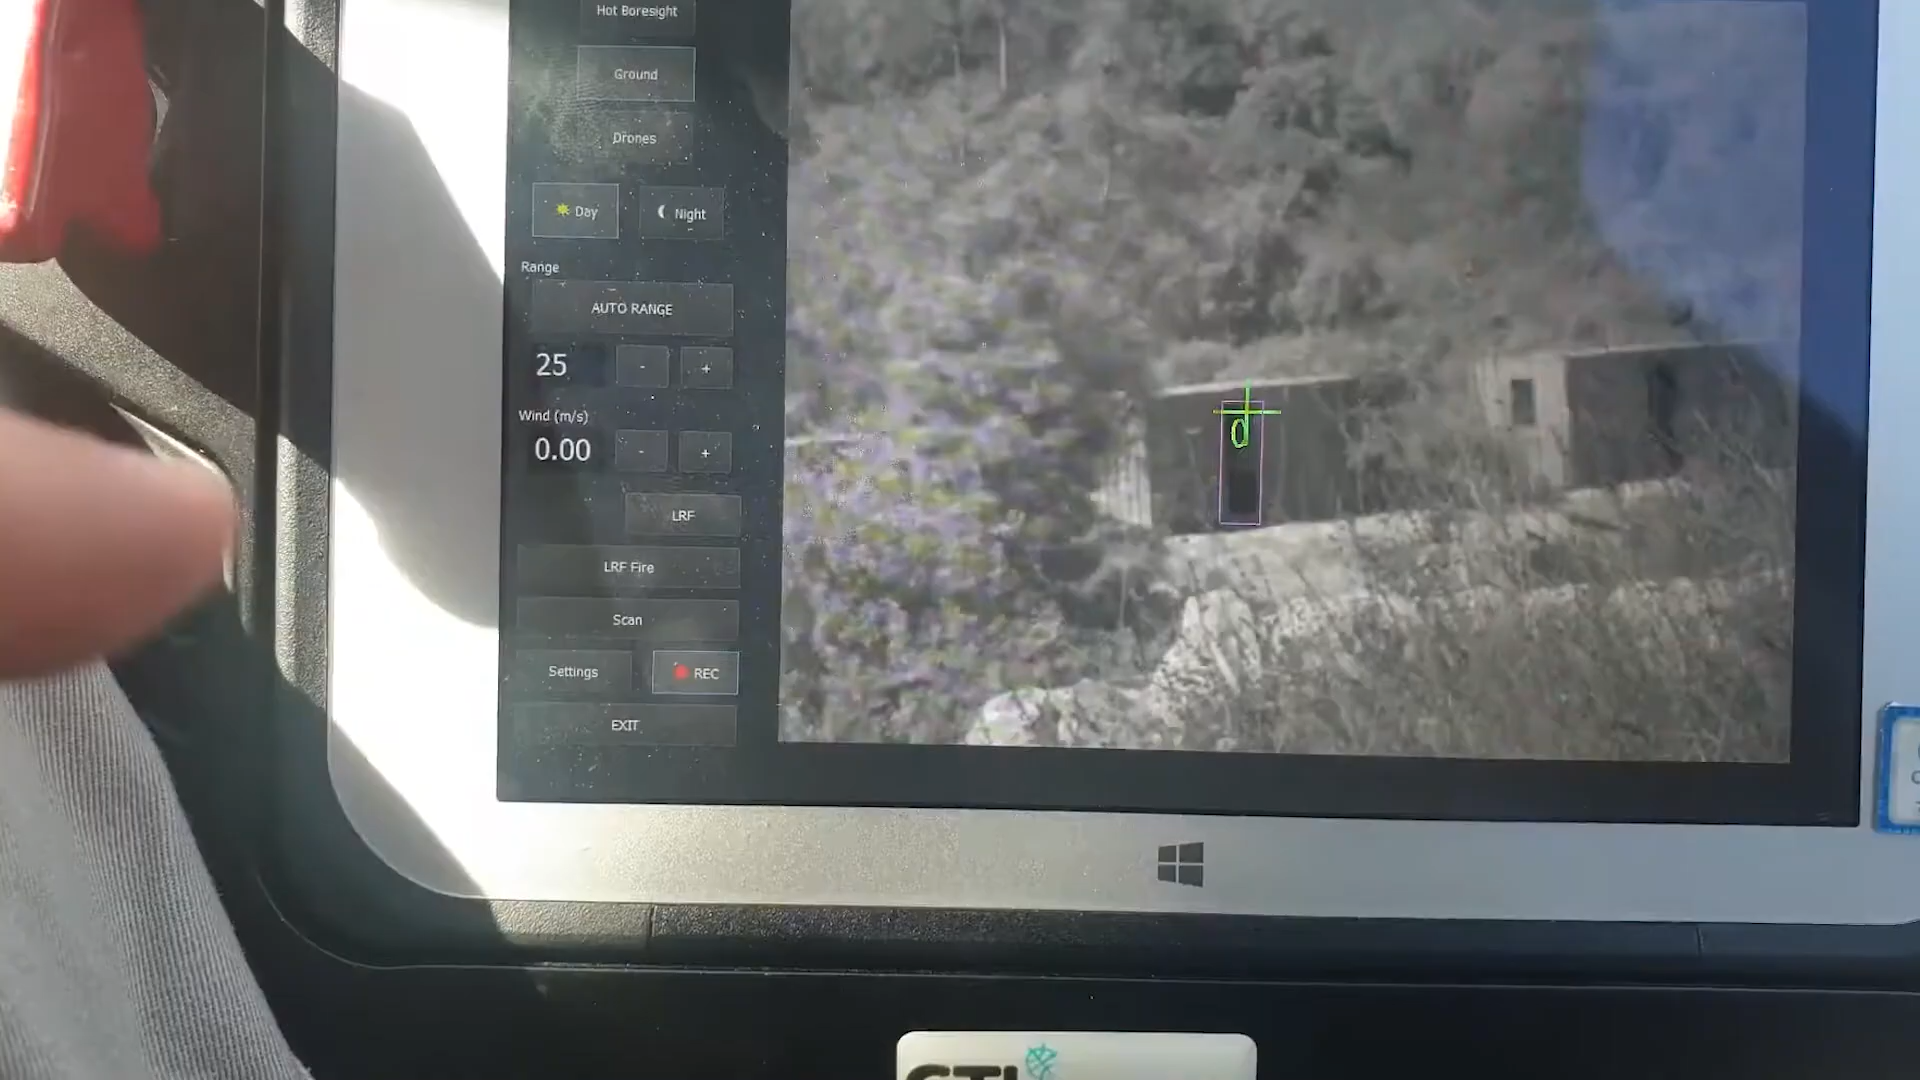 Hot Boresight
Ground
Drones
Day
Night
Range
AUTO RANGE
25
-
+
Wind (m/s)
0.00
-
+
LRF
LRF Fire
Scan
Settings
REC
EXIT
d